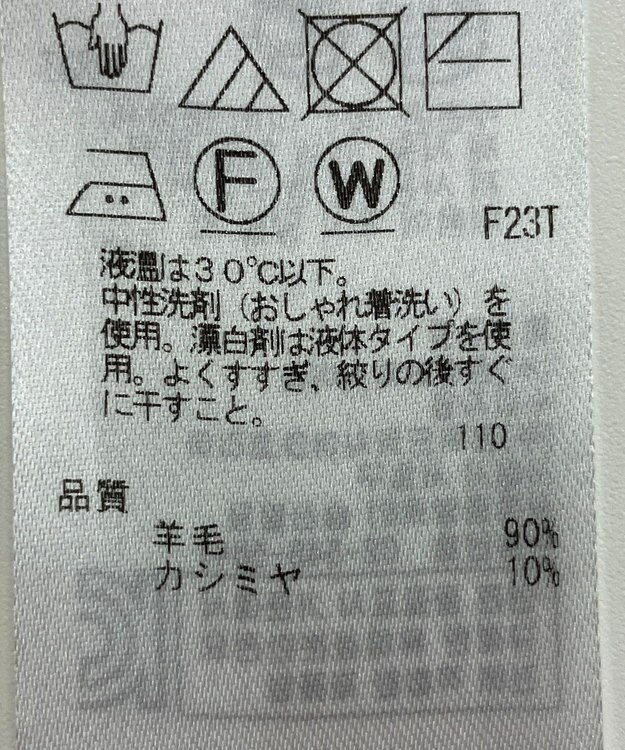 F
W
F23T
液温は30℃以下。
中性洗剤（おしゃれ着洗い）を
使用。漂白剤は液体タイプを使
用。よくすすぎ、絞りの後すぐ
に干すこと。
110
品質
羊毛 90%
カシミヤ 10%